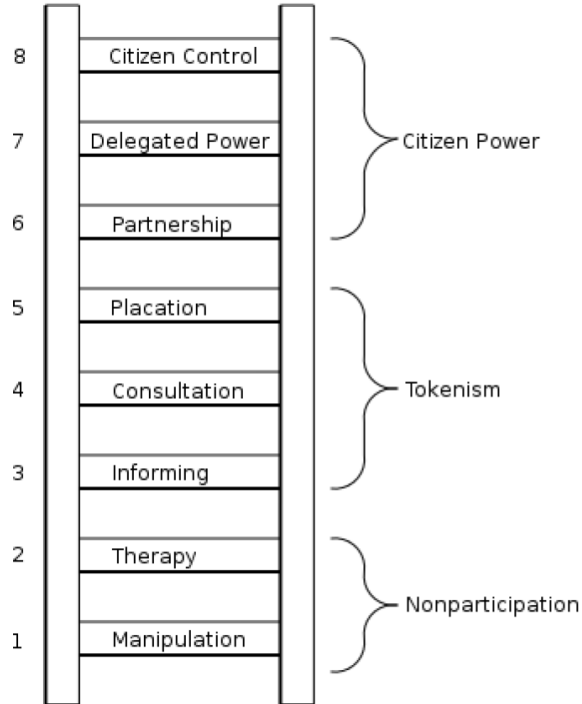 8 Citizen Control
7 Delegated Power Citizen Power
6 Partnership
5 Placation
4 Consultation Tokenism
3 Informing
2 Therapy
Nonparticipation
1 Manipulation